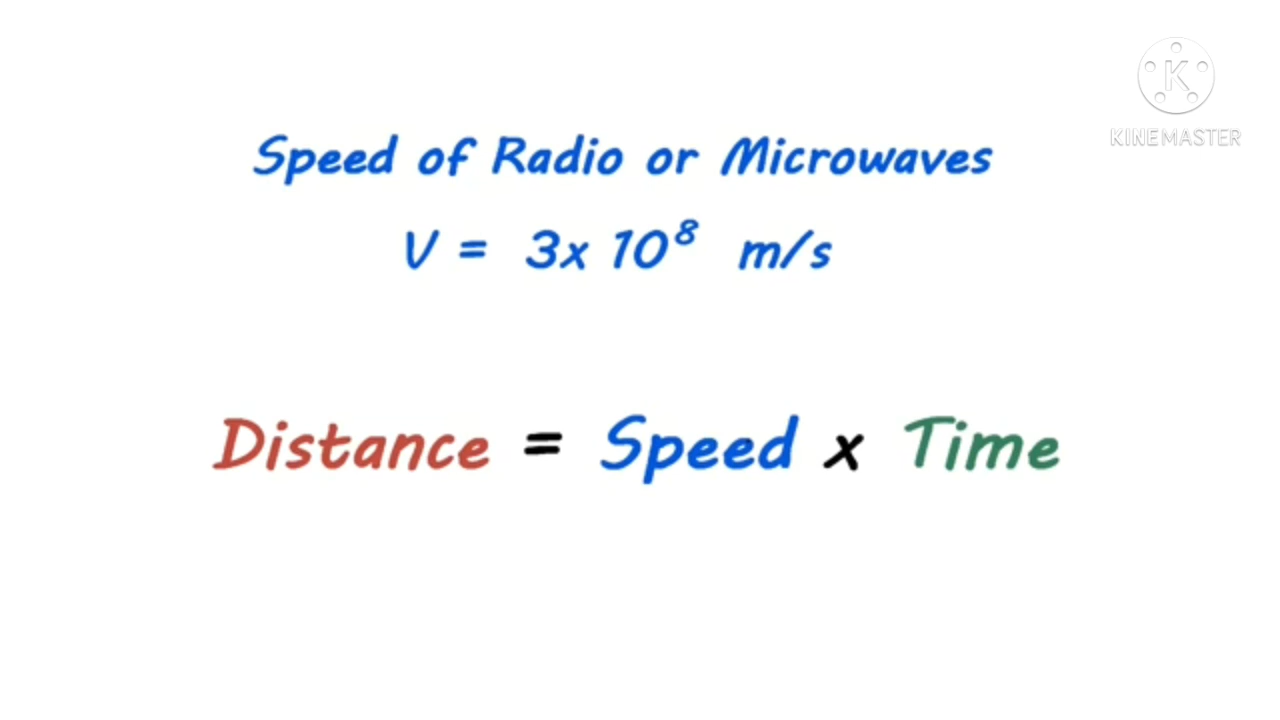 K
KINEMASTER
Speed of Radio or Microwaves
V = 3x 10⁸ m/s
Distance = Speed x Time